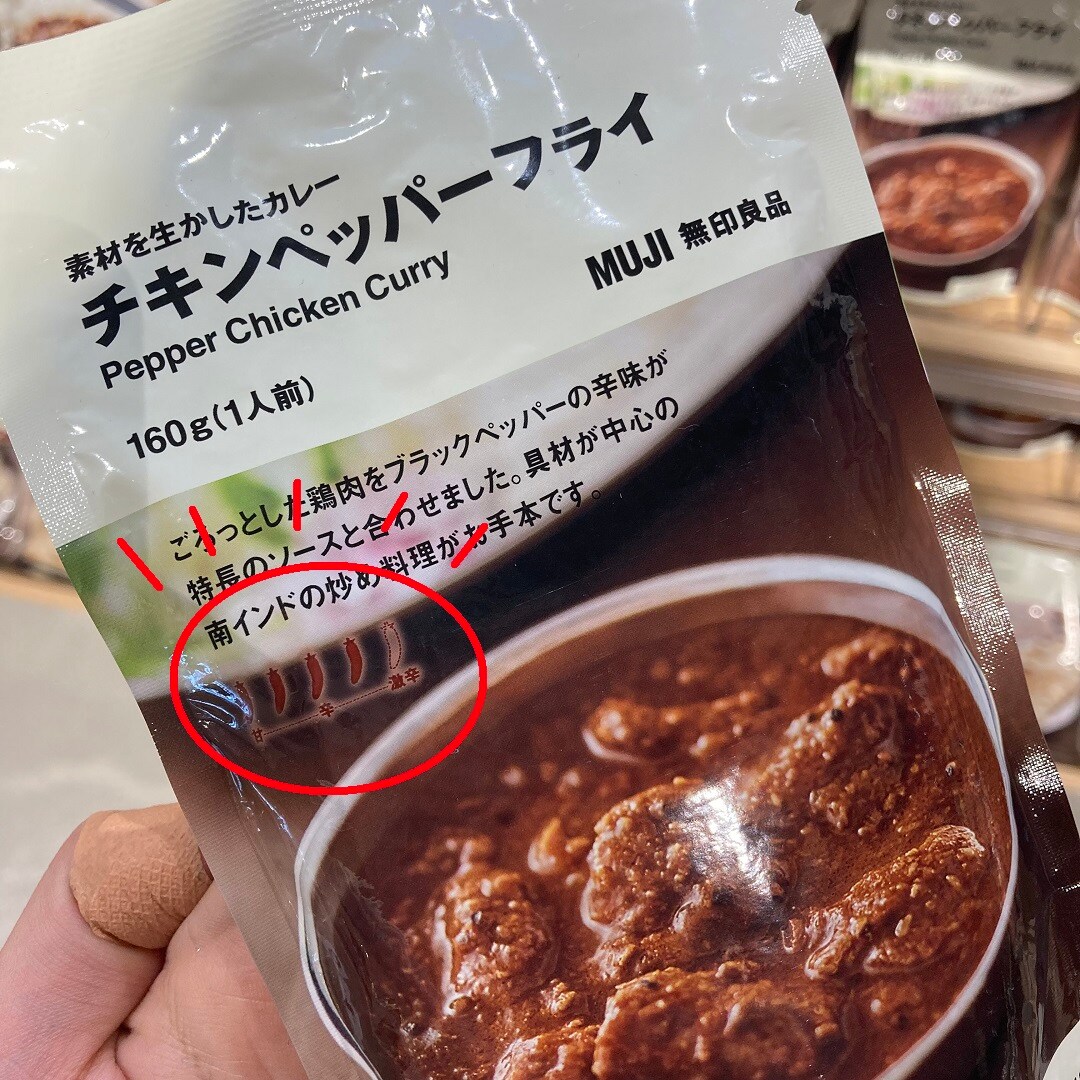 素材を生かしたカレー
チキンペッパーフライ
Pepper Chicken Curry
MUJI 無印良品
160g(1人前)
ごろっとした鶏肉をブラックペッパーの辛味が
特長のソースと合わせました。具材が中心の
南インドの炒め料理がお手本です。
甘 辛 激辛